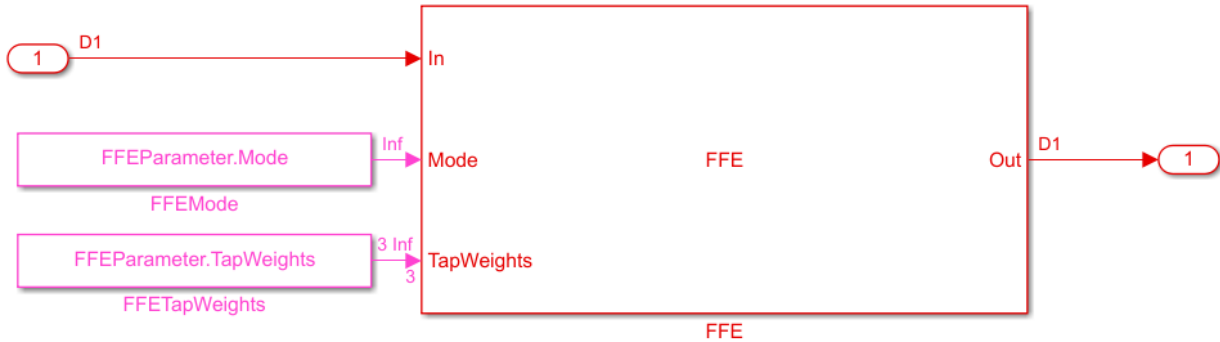 D1
1
In
FFEParameter.Mode
Inf
Mode
FFE
Out
D1
1
FFEMode
FFEParameter.TapWeights
3 Inf
3
TapWeights
FFETapWeights
FFE